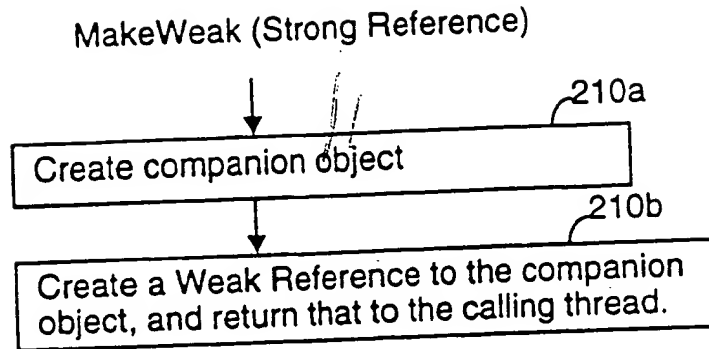 MakeWeak (Strong Reference)
210a
Create companion object
210b
Create a Weak Reference to the companion
object, and return that to the calling thread.